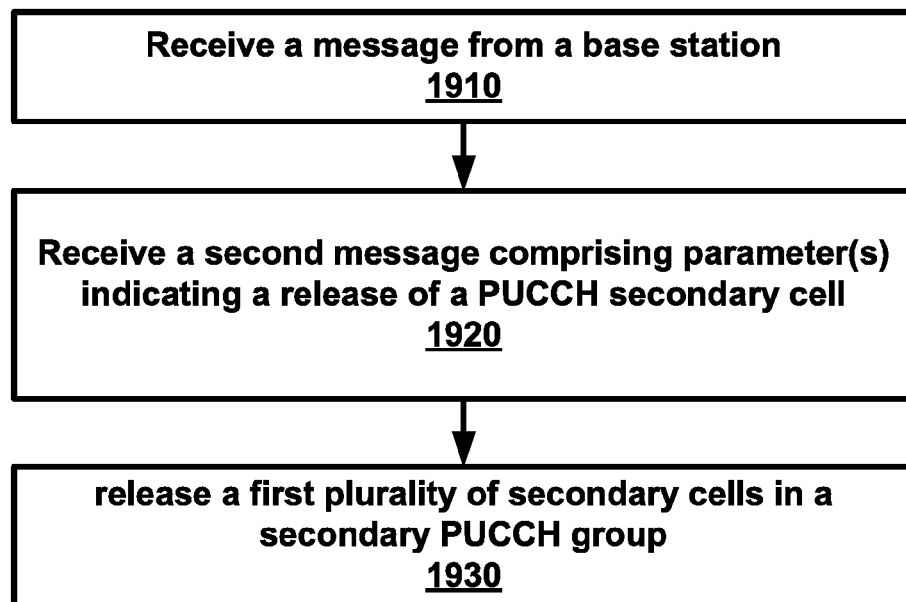 Receive a message from a base station
1910
Receive a second message comprising parameter(s)
indicating a release of a PUCCH secondary cell
1920
release a first plurality of secondary cells in a
secondary PUCCH group
1930